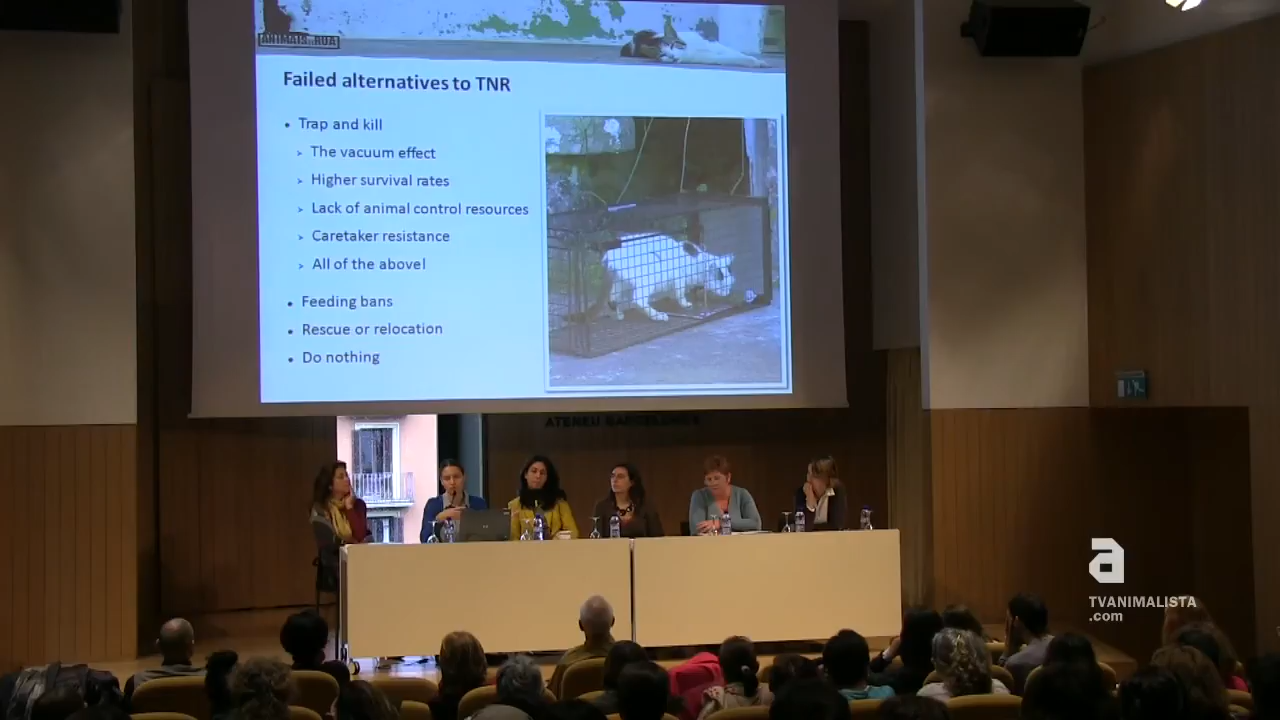 ANIMAIS DE RUA
Failed alternatives to TNR
• Trap and kill
➢ The vacuum effect
➢ Higher survival rates
➢ Lack of animal control resources
➢ Caretaker resistance
➢ All of the above!
• Feeding bans
• Rescue or relocation
• Do nothing
ATENEU BARCELONÈS
a
TVANIMALISTA
.com